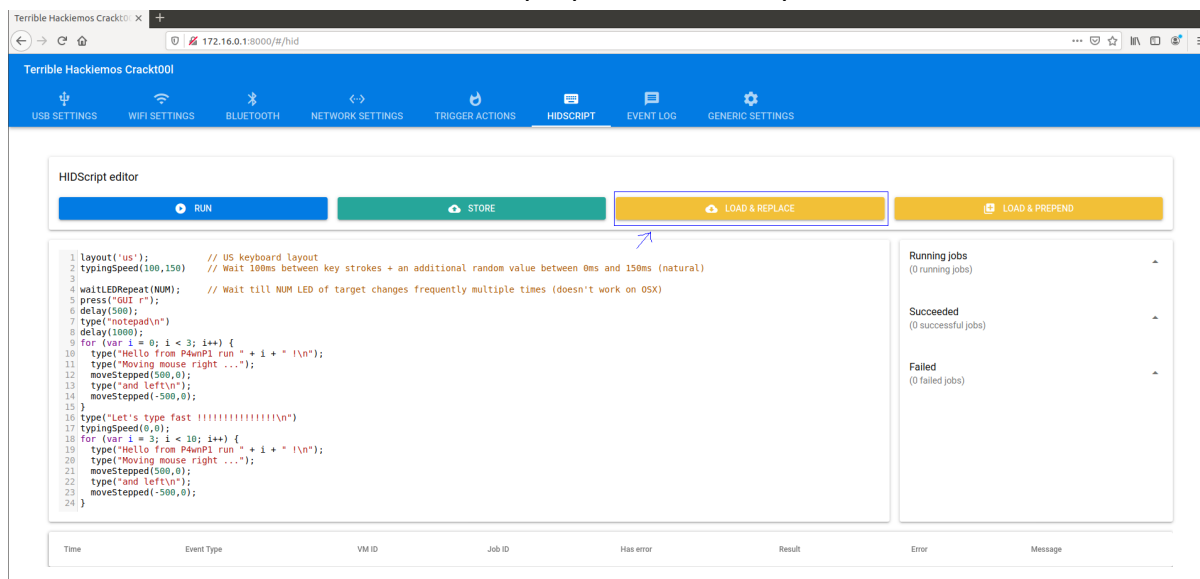 Terrible Hackiemos Crackt0
172.16.0.1:8000/#/hid
Terrible Hackiemos Crackt00l
USB SETTINGS WIFI SETTINGS BLUETOOTH NETWORK SETTINGS TRIGGER ACTIONS HIDSCRIPT EVENT LOG GENERIC SETTINGS
HIDScript editor
RUN STORE LOAD & REPLACE LOAD & PREPEND
1 layout('us'); // US keyboard layout
2 typingSpeed(100,150) // Wait 100ms between key strokes + an additional random value between 0ms and 150ms (natural)
3
4 waitLEDRepeat(NUM); // Wait till NUM LED of target changes frequently multiple times (doesn't work on OSX)
5 press("GUI r");
6 delay(500);
7 type("notepad\n")
8 delay(1000);
9 for (var i = 0; i < 3; i++) {
10 type("Hello from P4wnP1 run " + i + " !\n");
11 type("Moving mouse right ...");
12 moveStepped(500,0);
13 type("and left\n");
14 moveStepped(-500,0);
15 }
16 type("Let's type fast !!!!!!!!!!!!!!!\n")
17 typingSpeed(0,0);
18 for (var i = 3; i < 10; i++) {
19 type("Hello from P4wnP1 run " + i + " !\n");
20 type("Moving mouse right ...");
21 moveStepped(500,0);
22 type("and left\n");
23 moveStepped(-500,0);
24 }
Running jobs
(0 running jobs)
Succeeded
(0 successful jobs)
Failed
(0 failed jobs)
Time Event Type VM ID Job ID Has error Result Error Message